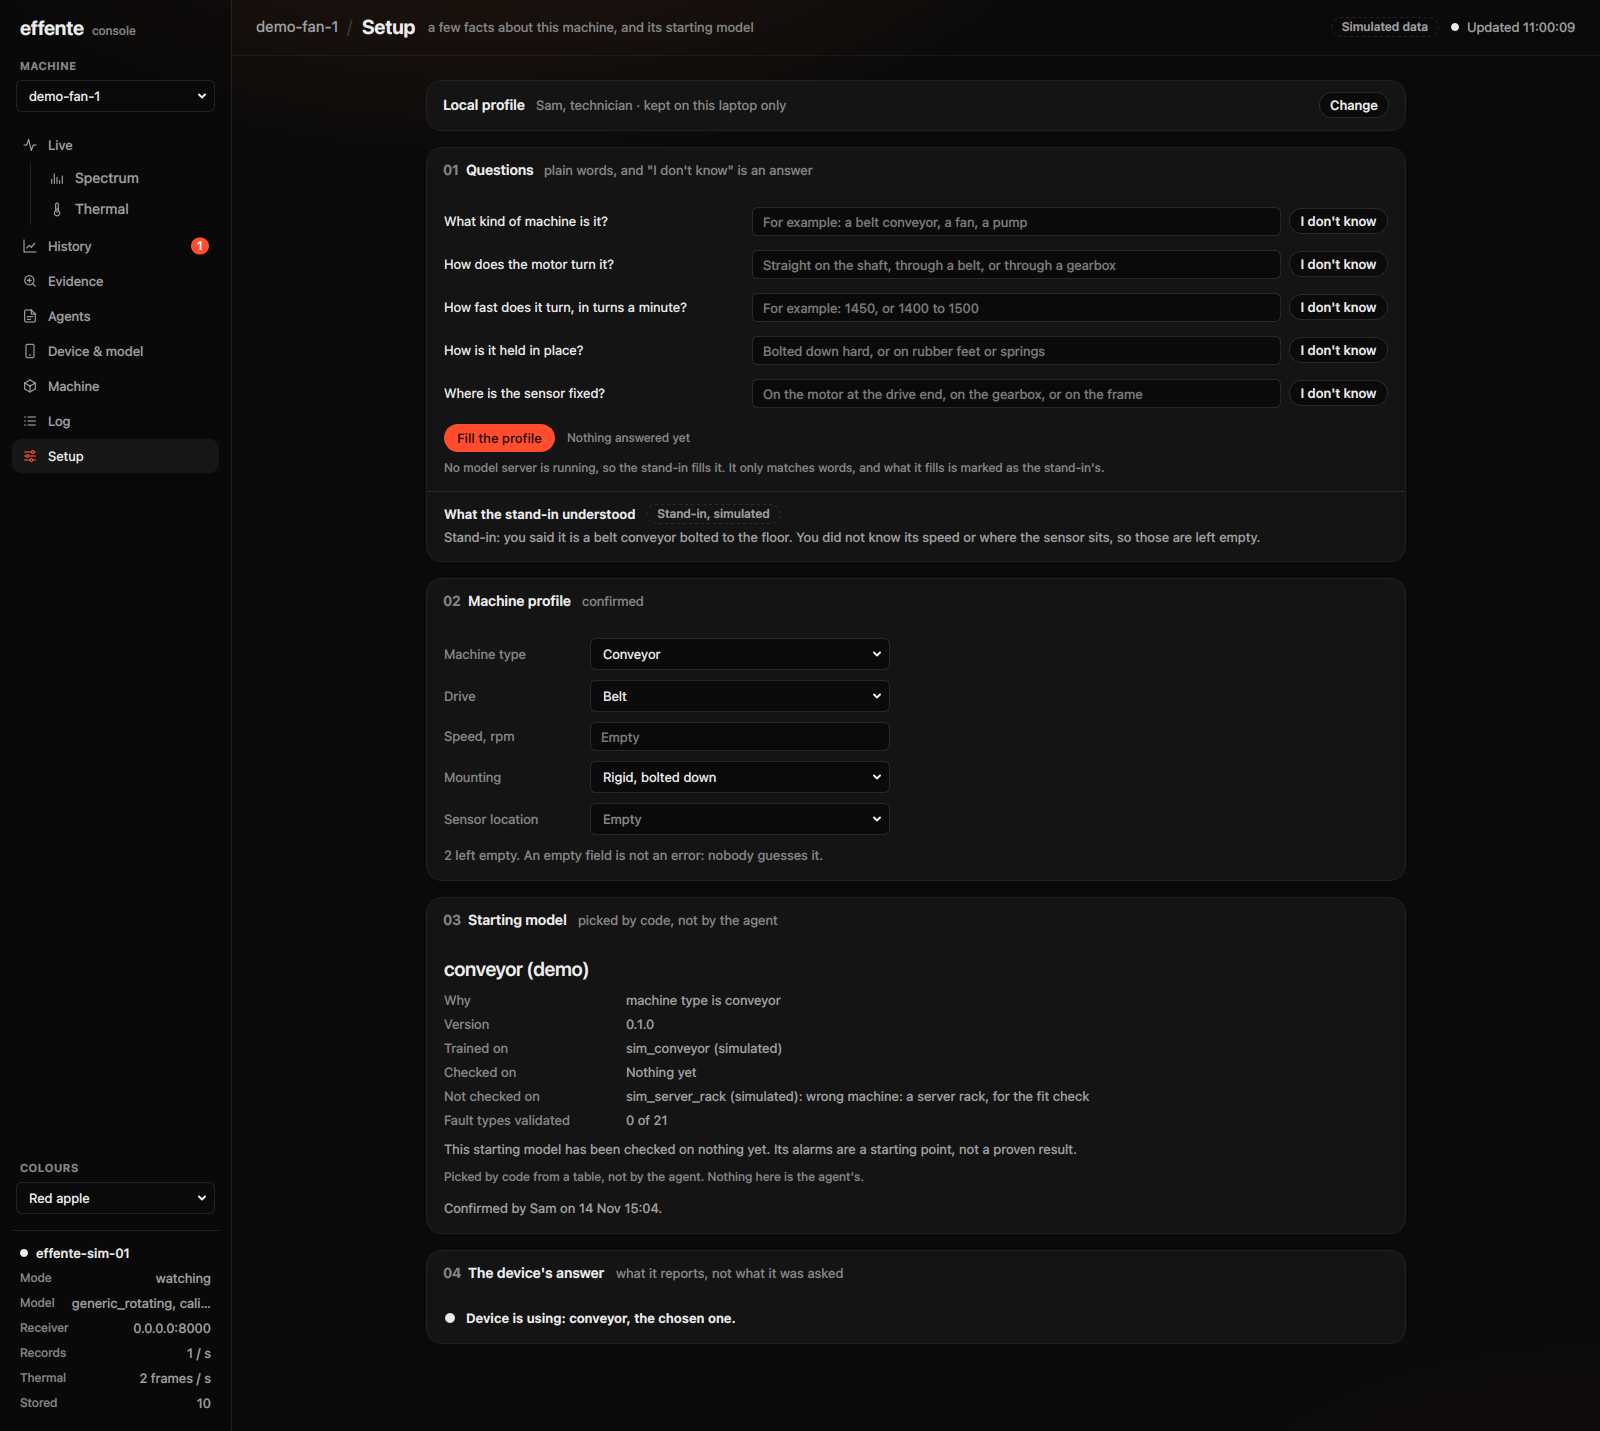 effente console
MACHINE
demo-fan-1
Live
Spectrum
Thermal
History 1
Evidence
Agents
Device & model
Machine
Log
Setup
COLOURS
Red apple
effente-sim-01
Mode watching
Model generic_rotating, cali...
Receiver 0.0.0.0:8000
Records 1 / s
Thermal 2 frames / s
Stored 10
demo-fan-1 / Setup a few facts about this machine, and its starting model
Simulated data Updated 11:00:09
Local profile Sam, technician · kept on this laptop only Change
01 Questions plain words, and "I don't know" is an answer
What kind of machine is it? For example: a belt conveyor, a fan, a pump I don't know
How does the motor turn it? Straight on the shaft, through a belt, or through a gearbox I don't know
How fast does it turn, in turns a minute? For example: 1450, or 1400 to 1500 I don't know
How is it held in place? Bolted down hard, or on rubber feet or springs I don't know
Where is the sensor fixed? On the motor at the drive end, on the gearbox, or on the frame I don't know
Fill the profile Nothing answered yet
No model server is running, so the stand-in fills it. It only matches words, and what it fills is marked as the stand-in's.
What the stand-in understood Stand-in, simulated
Stand-in: you said it is a belt conveyor bolted to the floor. You did not know its speed or where the sensor sits, so those are left empty.
02 Machine profile confirmed
Machine type Conveyor
Drive Belt
Speed, rpm Empty
Mounting Rigid, bolted down
Sensor location Empty
2 left empty. An empty field is not an error: nobody guesses it.
03 Starting model picked by code, not by the agent
conveyor (demo)
Why machine type is conveyor
Version 0.1.0
Trained on sim_conveyor (simulated)
Checked on Nothing yet
Not checked on sim_server_rack (simulated): wrong machine: a server rack, for the fit check
Fault types validated 0 of 21
This starting model has been checked on nothing yet. Its alarms are a starting point, not a proven result.
Picked by code from a table, not by the agent. Nothing here is the agent's.
Confirmed by Sam on 14 Nov 15:04.
04 The device's answer what it reports, not what it was asked
Device is using: conveyor, the chosen one.